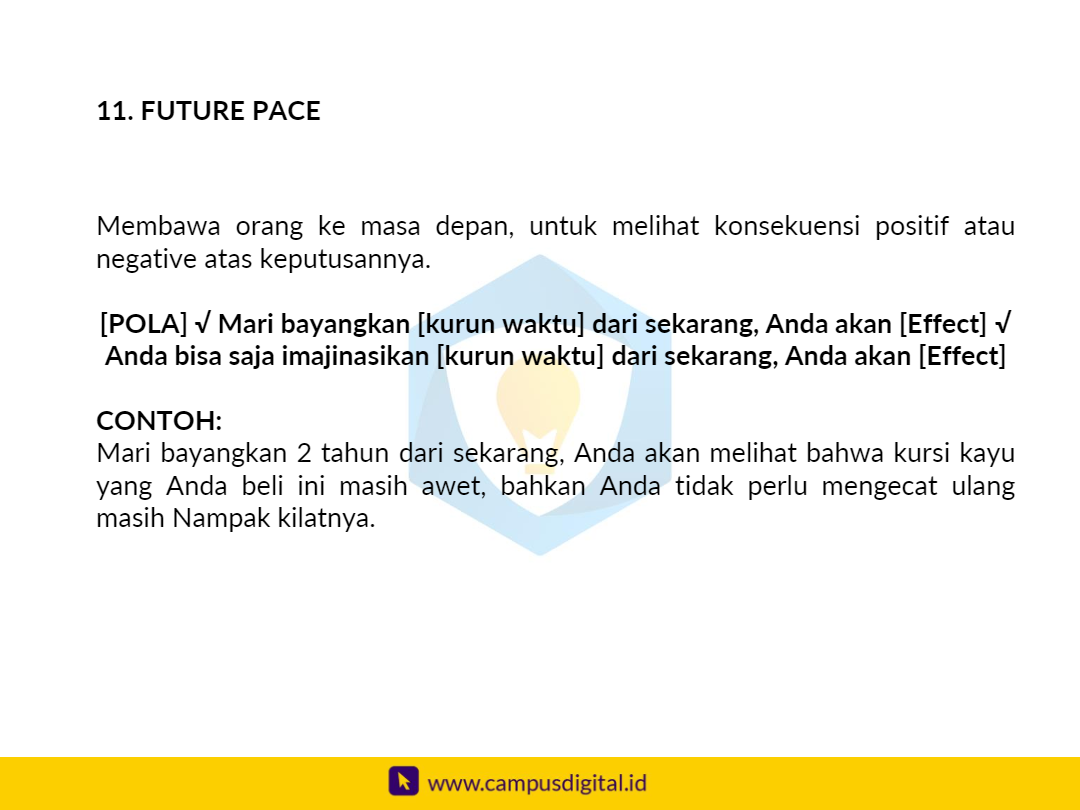 11. FUTURE PACE
Membawa orang ke masa depan, untuk melihat konsekuensi positif atau
negative atas keputusannya.
[POLA] √ Mari bayangkan [kurun waktu] dari sekarang, Anda akan [Effect] √
Anda bisa saja imajinasikan [kurun waktu] dari sekarang, Anda akan [Effect]
CONTOH:
Mari bayangkan 2 tahun dari sekarang, Anda akan melihat bahwa kursi kayu
yang Anda beli ini masih awet, bahkan Anda tidak perlu mengecat ulang
masih Nampak kilatnya.
www.campusdigital.id